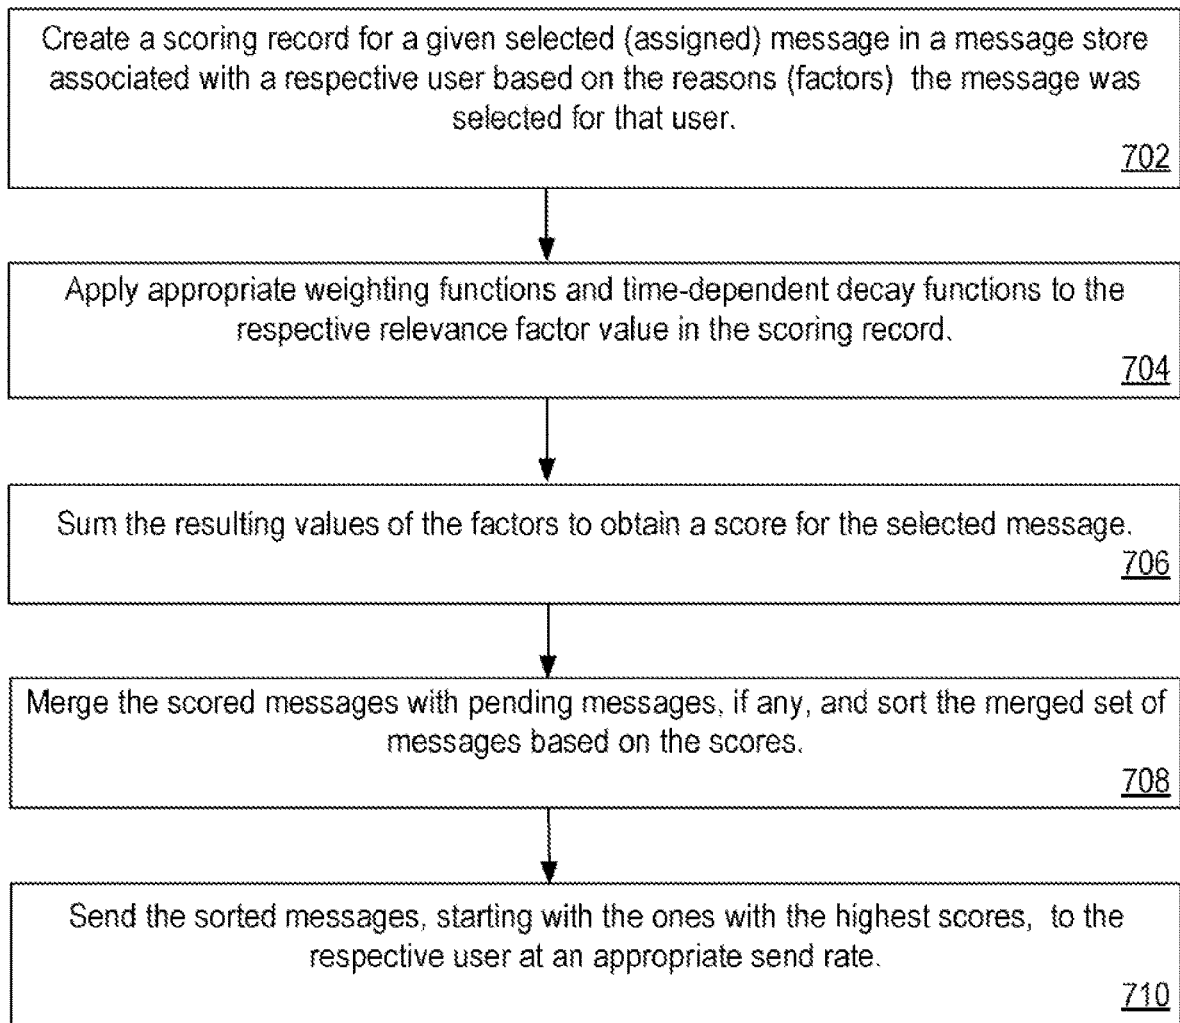 Create a scoring record for a given selected (assigned) message in a message store
associated with a respective user based on the reasons (factors) the message was
selected for that user.
702
Apply appropriate weighting functions and time-dependent decay functions to the
respective relevance factor value in the scoring record.
704
Sum the resulting values of the factors to obtain a score for the selected message.
706
Merge the scored messages with pending messages, if any, and sort the merged set of
messages based on the scores.
708
Send the sorted messages, starting with the ones with the highest scores, to the
respective user at an appropriate send rate.
710